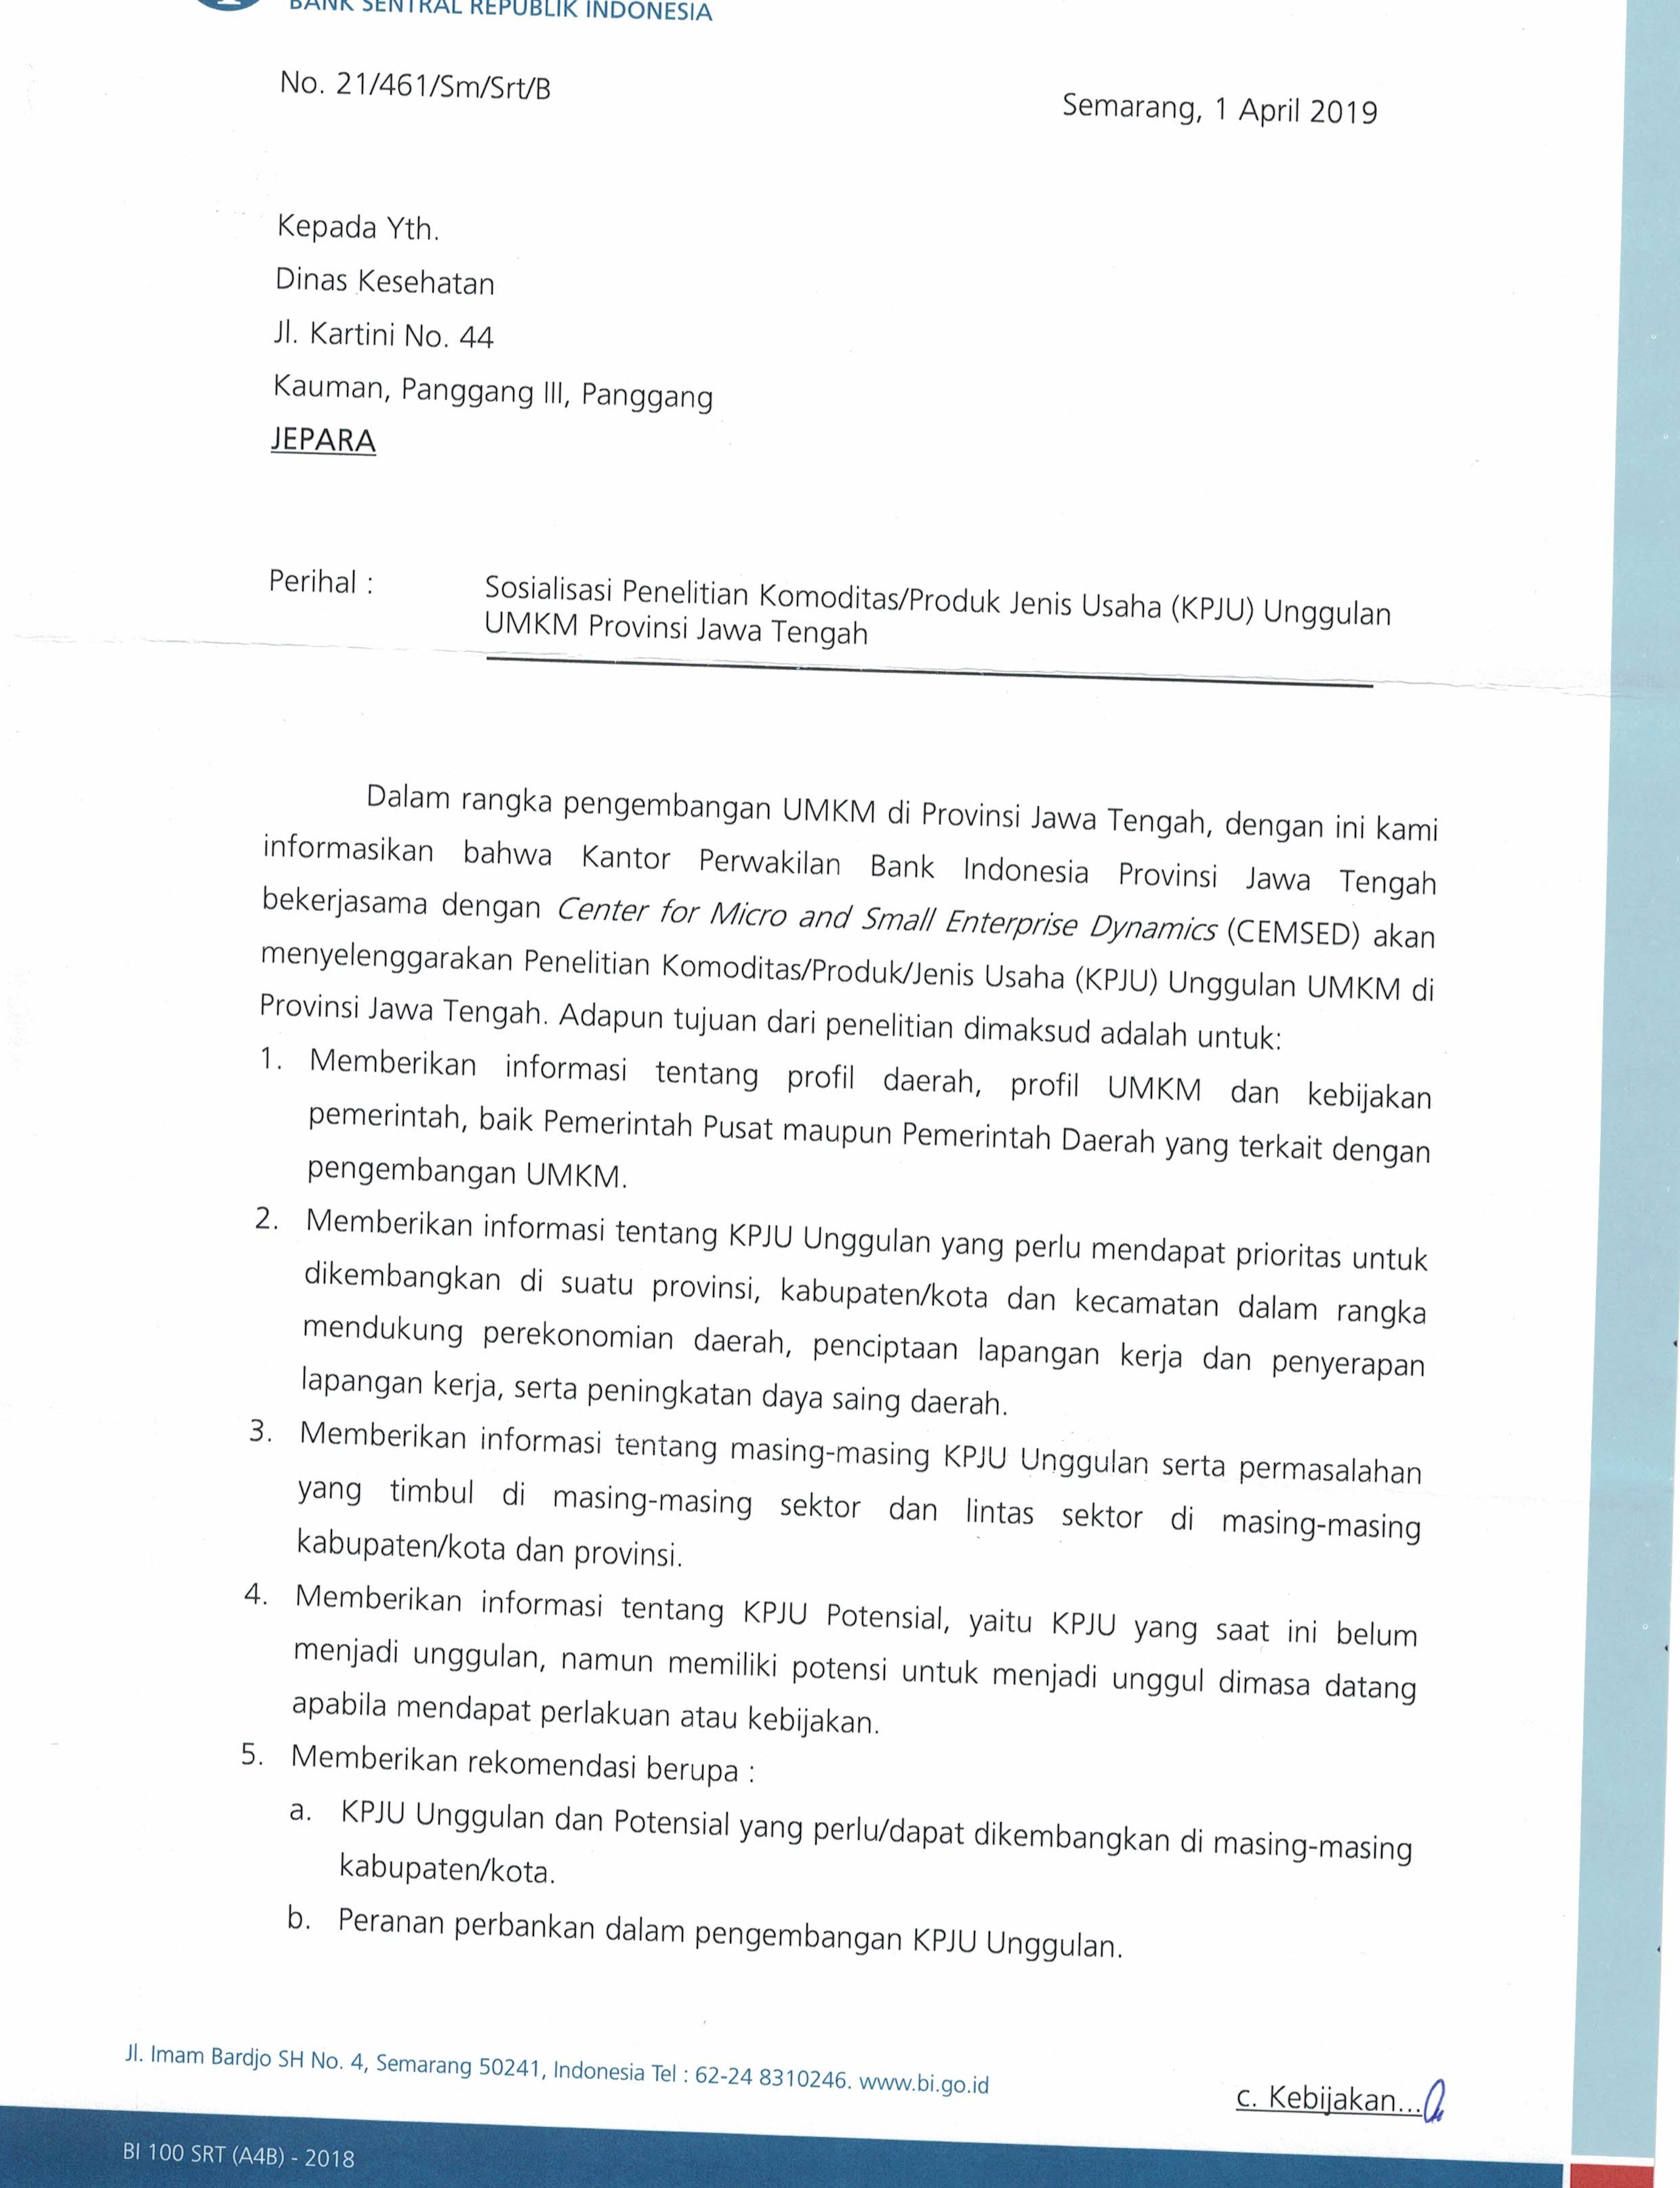 BANK SENTRAL REPUBLIK INDONESIA
No. 21/461/Sm/Srt/B
Semarang, 1 April 2019
Kepada Yth.
Dinas Kesehatan
Jl. Kartini No. 44
Kauman, Panggang III, Panggang
JEPARA
Perihal : Sosialisasi Penelitian Komoditas/Produk Jenis Usaha (KPJU) Unggulan
UMKM Provinsi Jawa Tengah
Dalam rangka pengembangan UMKM di Provinsi Jawa Tengah, dengan ini kami
informasikan bahwa Kantor Perwakilan Bank Indonesia Provinsi Jawa Tengah
bekerjasama dengan Center for Micro and Small Enterprise Dynamics (CEMSED) akan
menyelenggarakan Penelitian Komoditas/Produk/Jenis Usaha (KPJU) Unggulan UMKM di
Provinsi Jawa Tengah. Adapun tujuan dari penelitian dimaksud adalah untuk:
1. Memberikan informasi tentang profil daerah, profil UMKM dan kebijakan
pemerintah, baik Pemerintah Pusat maupun Pemerintah Daerah yang terkait dengan
pengembangan UMKM.
2. Memberikan informasi tentang KPJU Unggulan yang perlu mendapat prioritas untuk
dikembangkan di suatu provinsi, kabupaten/kota dan kecamatan dalam rangka
mendukung perekonomian daerah, penciptaan lapangan kerja dan penyerapan
lapangan kerja, serta peningkatan daya saing daerah.
3. Memberikan informasi tentang masing-masing KPJU Unggulan serta permasalahan
yang timbul di masing-masing sektor dan lintas sektor di masing-masing
kabupaten/kota dan provinsi.
4. Memberikan informasi tentang KPJU Potensial, yaitu KPJU yang saat ini belum
menjadi unggulan, namun memiliki potensi untuk menjadi unggul dimasa datang
apabila mendapat perlakuan atau kebijakan.
5. Memberikan rekomendasi berupa :
a. KPJU Unggulan dan Potensial yang perlu/dapat dikembangkan di masing-masing
kabupaten/kota.
b. Peranan perbankan dalam pengembangan KPJU Unggulan.
Jl. Imam Bardjo SH No. 4, Semarang 50241, Indonesia Tel : 62-24 8310246. www.bi.go.id
c. Kebijakan...
BI 100 SRT (A4B) - 2018